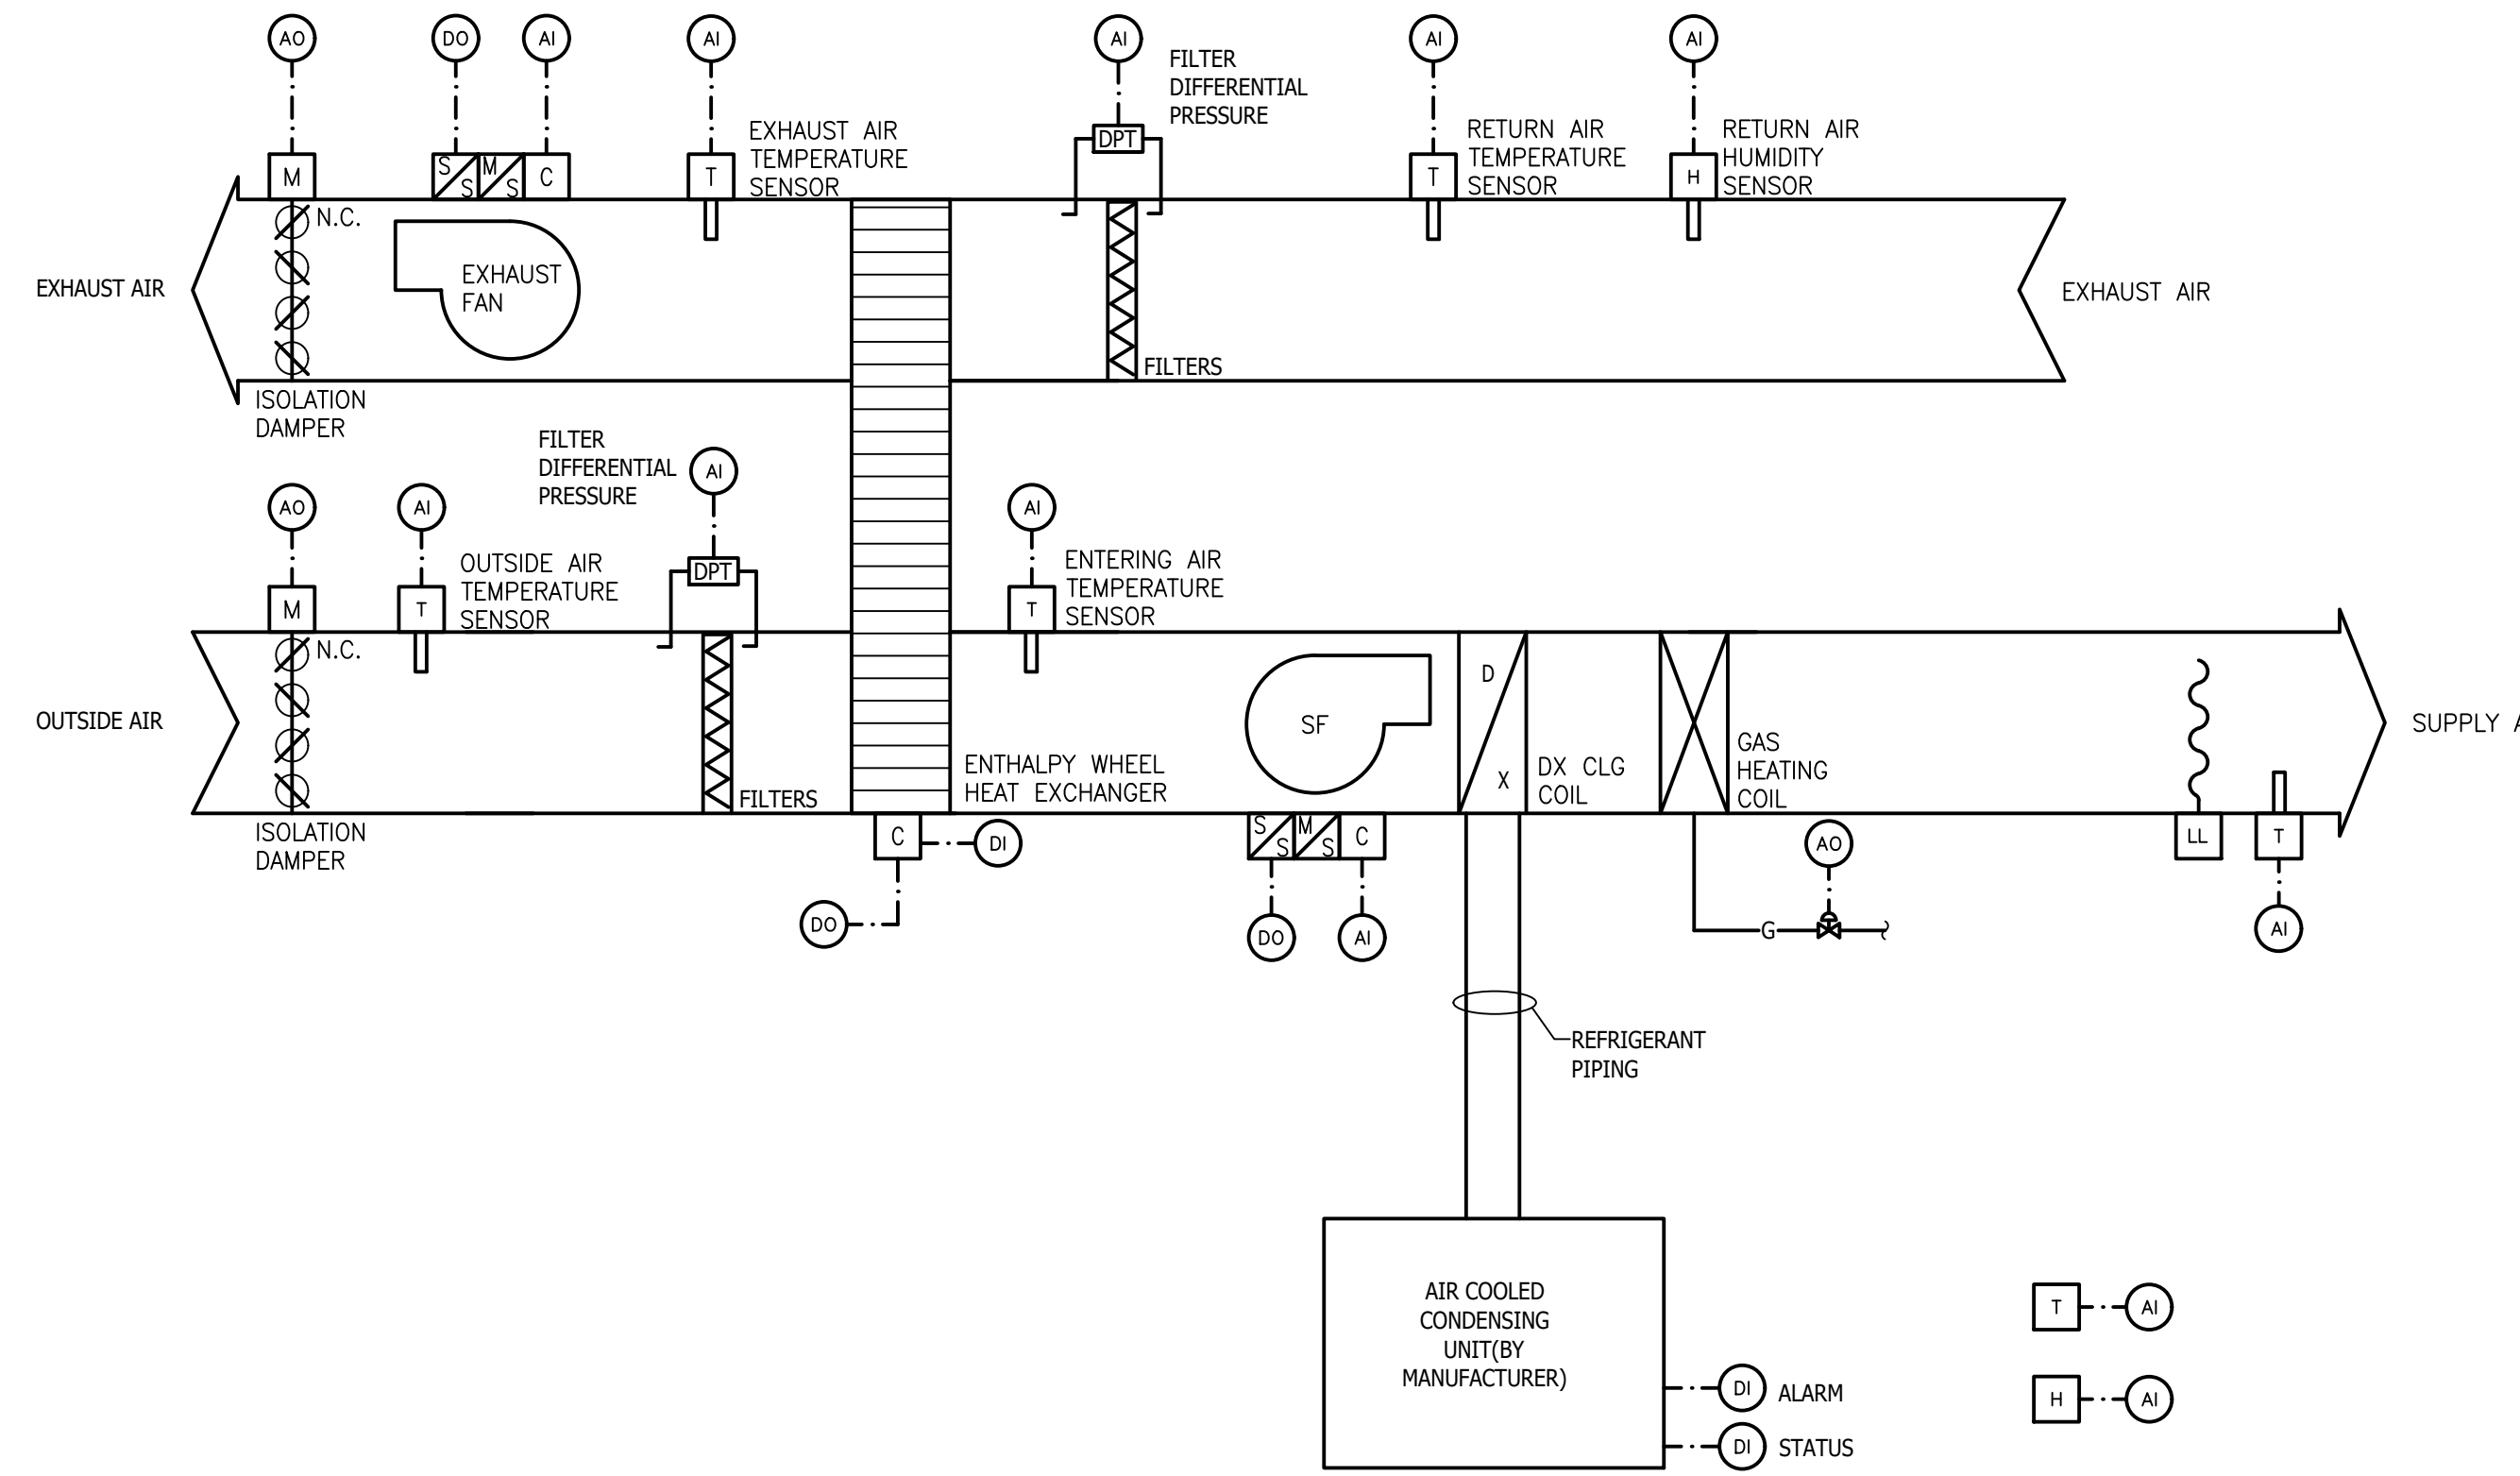 AO
DO
AI
AI
AI
AI
AI
FILTER
DIFFERENTIAL
PRESSURE
DPT
EXHAUST AIR
TEMPERATURE
SENSOR
RETURN AIR
TEMPERATURE
SENSOR
RETURN AIR
HUMIDITY
SENSOR
M
S
S
M
S
C
T
T
H
N.C.
EXHAUST
FAN
EXHAUST AIR
EXHAUST AIR
FILTERS
ISOLATION
DAMPER
FILTER
DIFFERENTIAL
PRESSURE
AI
AO
AI
AI
OUTSIDE AIR
TEMPERATURE
SENSOR
DPT
ENTERING AIR
TEMPERATURE
SENSOR
M
T
T
N.C.
OUTSIDE AIR
SF
D
X
SUPPLY A
ENTHALPY WHEEL
HEAT EXCHANGER
DX CLG
COIL
GAS
HEATING
COIL
FILTERS
ISOLATION
DAMPER
C
DI
S
S
M
S
C
AO
LL
T
DO
DO
AI
G
AI
REFRIGERANT
PIPING
AIR COOLED
CONDENSING
UNIT(BY
MANUFACTURER)
T
AI
DI
ALARM
H
AI
DI
STATUS